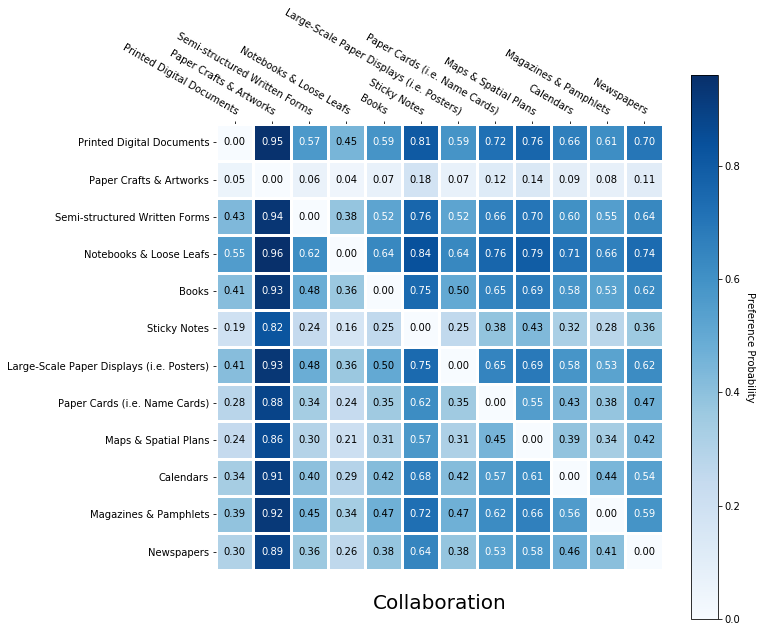 Printed Digital Documents
Paper Crafts & Artworks
Semi-structured Written Forms
Notebooks & Loose Leafs
Books
Sticky Notes
Large-Scale Paper Displays (i.e. Posters)
Paper Cards (i.e. Name Cards)
Maps & Spatial Plans
Calendars
Magazines & Pamphlets
Newspapers
Printed Digital Documents 0.00 0.95 0.57 0.45 0.59 0.81 0.59 0.72 0.76 0.66 0.61 0.70
Paper Crafts & Artworks 0.05 0.00 0.06 0.04 0.07 0.18 0.07 0.12 0.14 0.09 0.08 0.11
Semi-structured Written Forms 0.43 0.94 0.00 0.38 0.52 0.76 0.52 0.66 0.70 0.60 0.55 0.64
Notebooks & Loose Leafs 0.55 0.96 0.62 0.00 0.64 0.84 0.64 0.76 0.79 0.71 0.66 0.74
Books 0.41 0.93 0.48 0.36 0.00 0.75 0.50 0.65 0.69 0.58 0.53 0.62
Sticky Notes 0.19 0.82 0.24 0.16 0.25 0.00 0.25 0.38 0.43 0.32 0.28 0.36
Large-Scale Paper Displays (i.e. Posters) 0.41 0.93 0.48 0.36 0.50 0.75 0.00 0.65 0.69 0.58 0.53 0.62
Paper Cards (i.e. Name Cards) 0.28 0.88 0.34 0.24 0.35 0.62 0.35 0.00 0.55 0.43 0.38 0.47
Maps & Spatial Plans 0.24 0.86 0.30 0.21 0.31 0.57 0.31 0.45 0.00 0.39 0.34 0.42
Calendars 0.34 0.91 0.40 0.29 0.42 0.68 0.42 0.57 0.61 0.00 0.44 0.54
Magazines & Pamphlets 0.39 0.92 0.45 0.34 0.47 0.72 0.47 0.62 0.66 0.56 0.00 0.59
Newspapers 0.30 0.89 0.36 0.26 0.38 0.64 0.38 0.53 0.58 0.46 0.41 0.00
Collaboration
0.8
0.6
0.4
0.2
0.0
Preference Probability